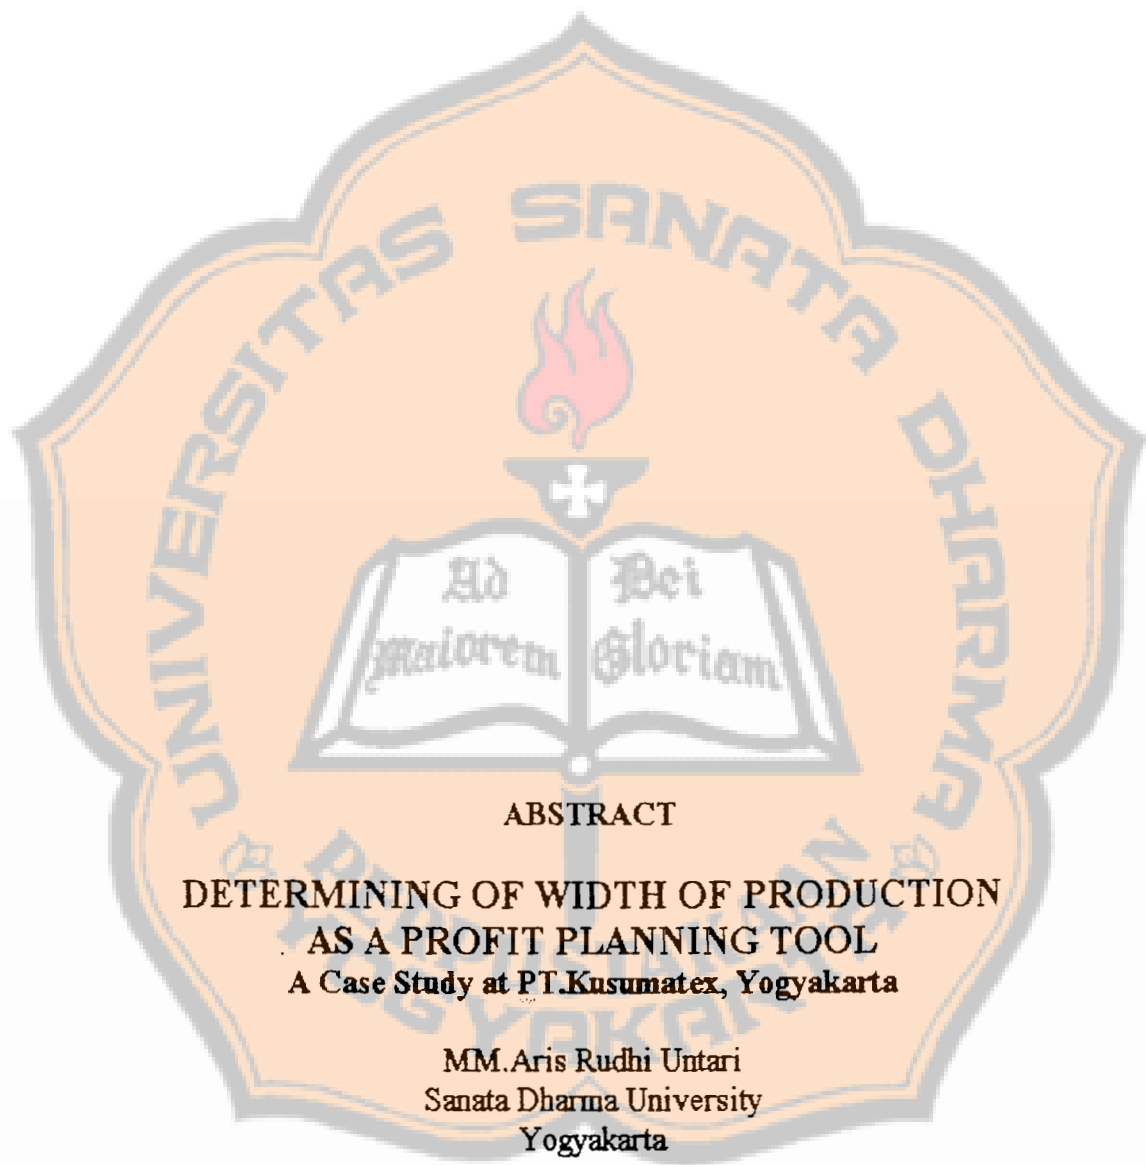 UNIVERSITAS SANATA DHARMA
Ad Dei
maiorem Gloriam
ABSTRACT
DETERMINING OF WIDTH OF PRODUCTION
AS A PROFIT PLANNING TOOL
A Case Study at PT.Kusumatex, Yogyakarta
MM.Aris Rudhi Untari
Sanata Dharma University
Yogyakarta
YOGYAKARTA